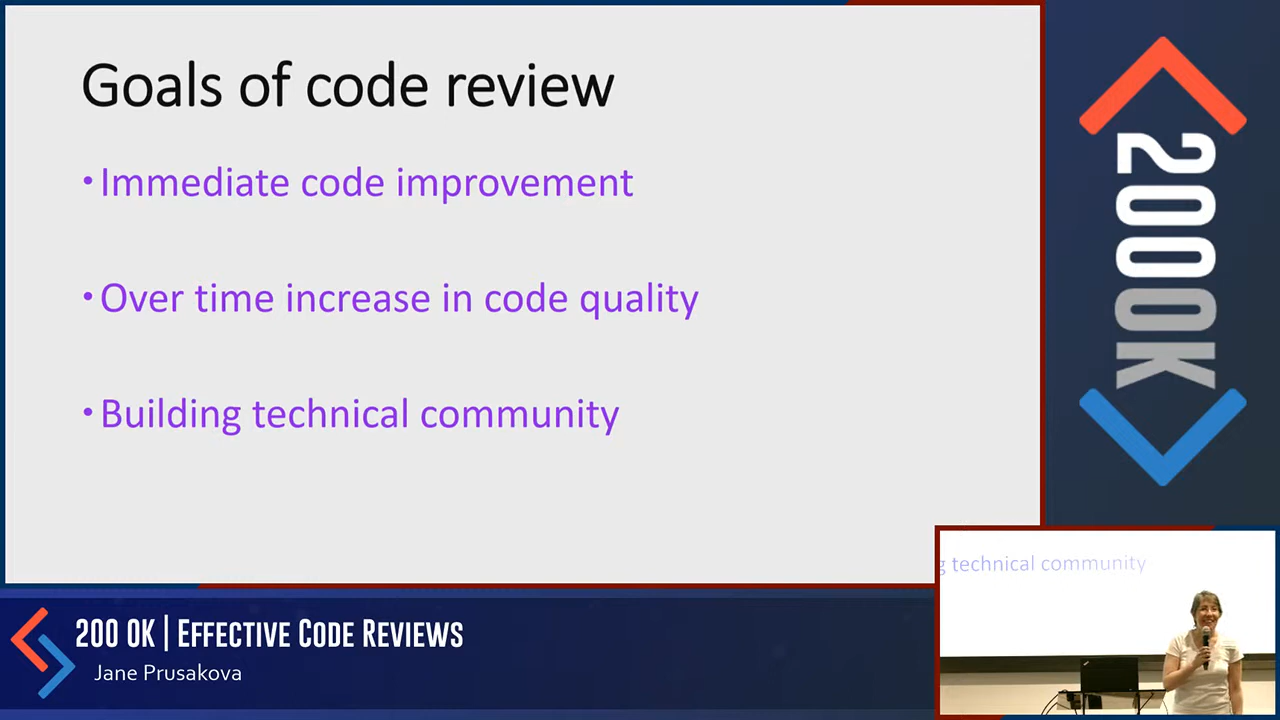 Goals of code review
•Immediate code improvement
•Over time increase in code quality
•Building technical community
200OK
g technical community
200 OK | Effective Code Reviews
Jane Prusakova